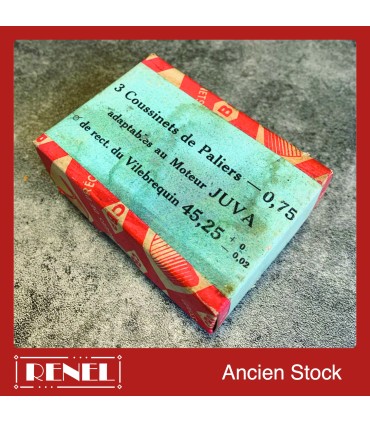 3 Coussinets de Paliers — 0,75
adaptables au Moteur JUVA
ø de rect. du Vilebrequin 45,25 + 0
- 0,02
RENEL
Ancien Stock